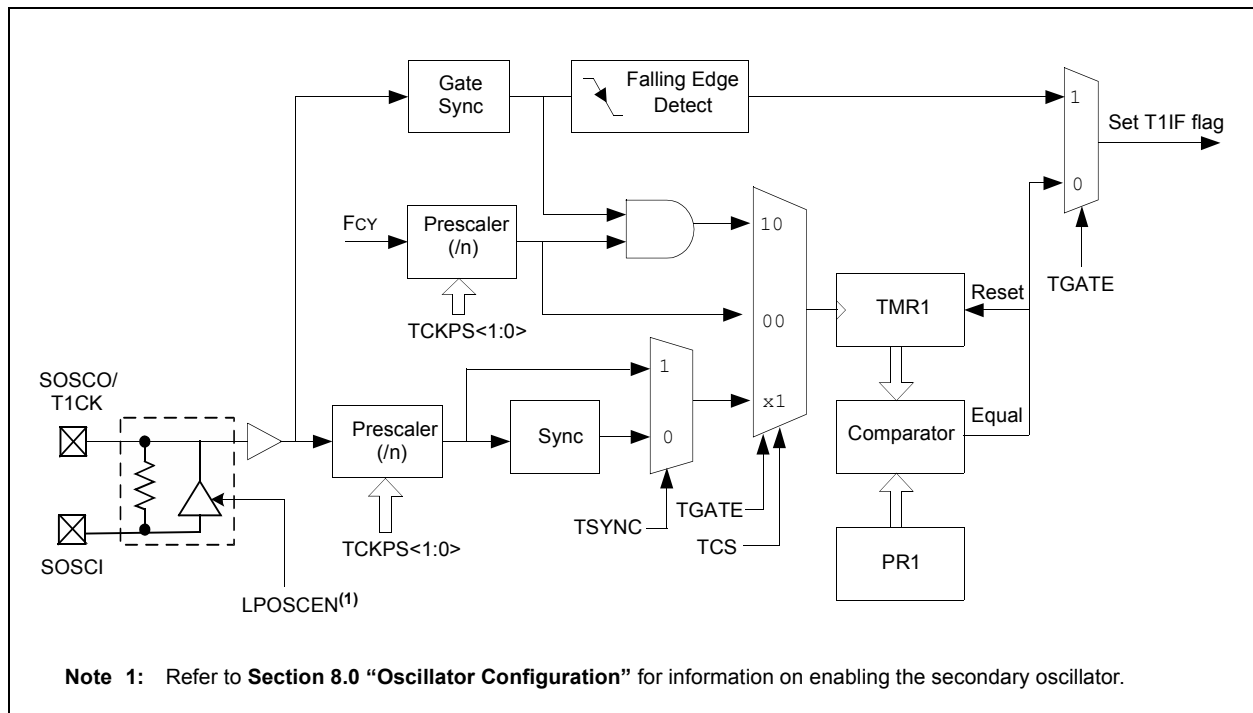 Gate
Sync
Falling Edge
Detect
1
Set T1IF flag
0
TGATE
FCY
Prescaler
(/n)
TCKPS<1:0>
10
00
x1
TMR1
Reset
SOSCO/
T1CK
SOSCI
Prescaler
(/n)
TCKPS<1:0>
Sync
1
0
TSYNC
TGATE
TCS
Comparator
Equal
PR1
LPOSCEN(1)
Note 1: Refer to Section 8.0 “Oscillator Configuration” for information on enabling the secondary oscillator.